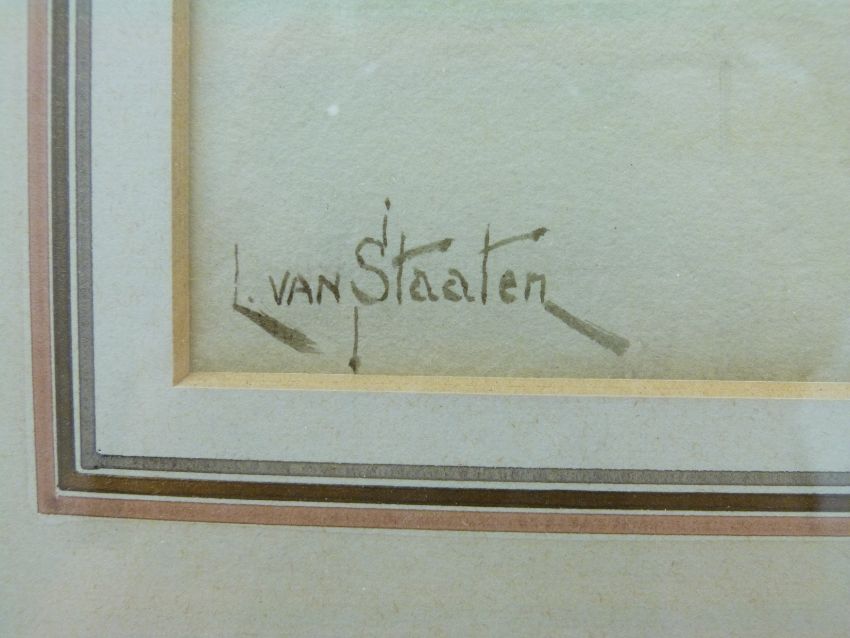 L. VAN Staaten